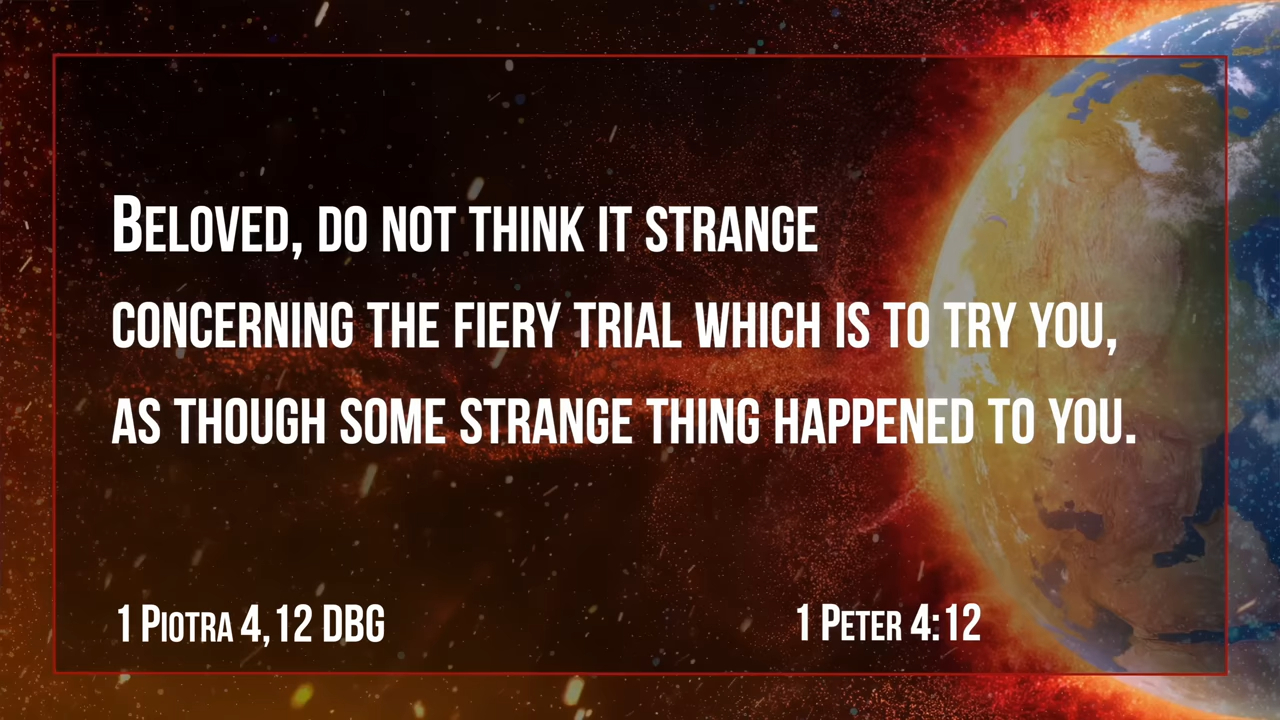 Beloved, do not think it strange
concerning the fiery trial which is to try you,
as though some strange thing happened to you.
1 Piotra 4,12 DBG
1 Peter 4:12